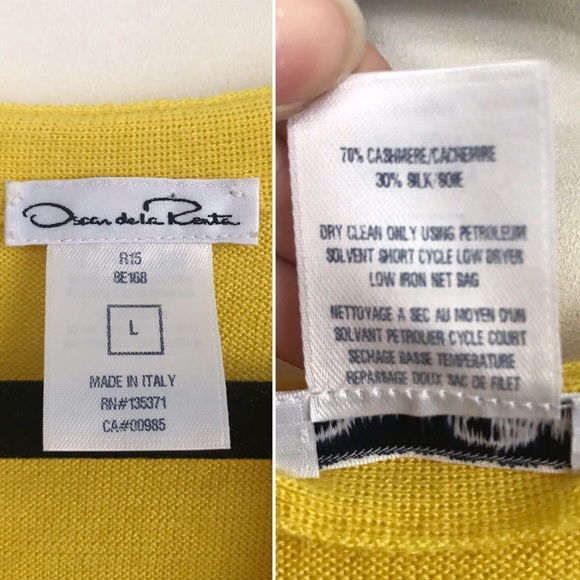 Oscar de la Renta
R15
8E168
L
MADE IN ITALY
RN#135371
CA#00985
70% CASHMERE/CACHEMIRE
30% SILK/SOIE
DRY CLEAN ONLY USING PETROLEUM
SOLVENT SHORT CYCLE LOW DRYER
LOW IRON NET BAG
NETTOYAGE A SEC AU MOYEN D'UN
SOLVANT PETROLIER CYCLE COURT
SECHAGE BASSE TEMPERATURE
REPASSAGE DOUX SAC DE FILET